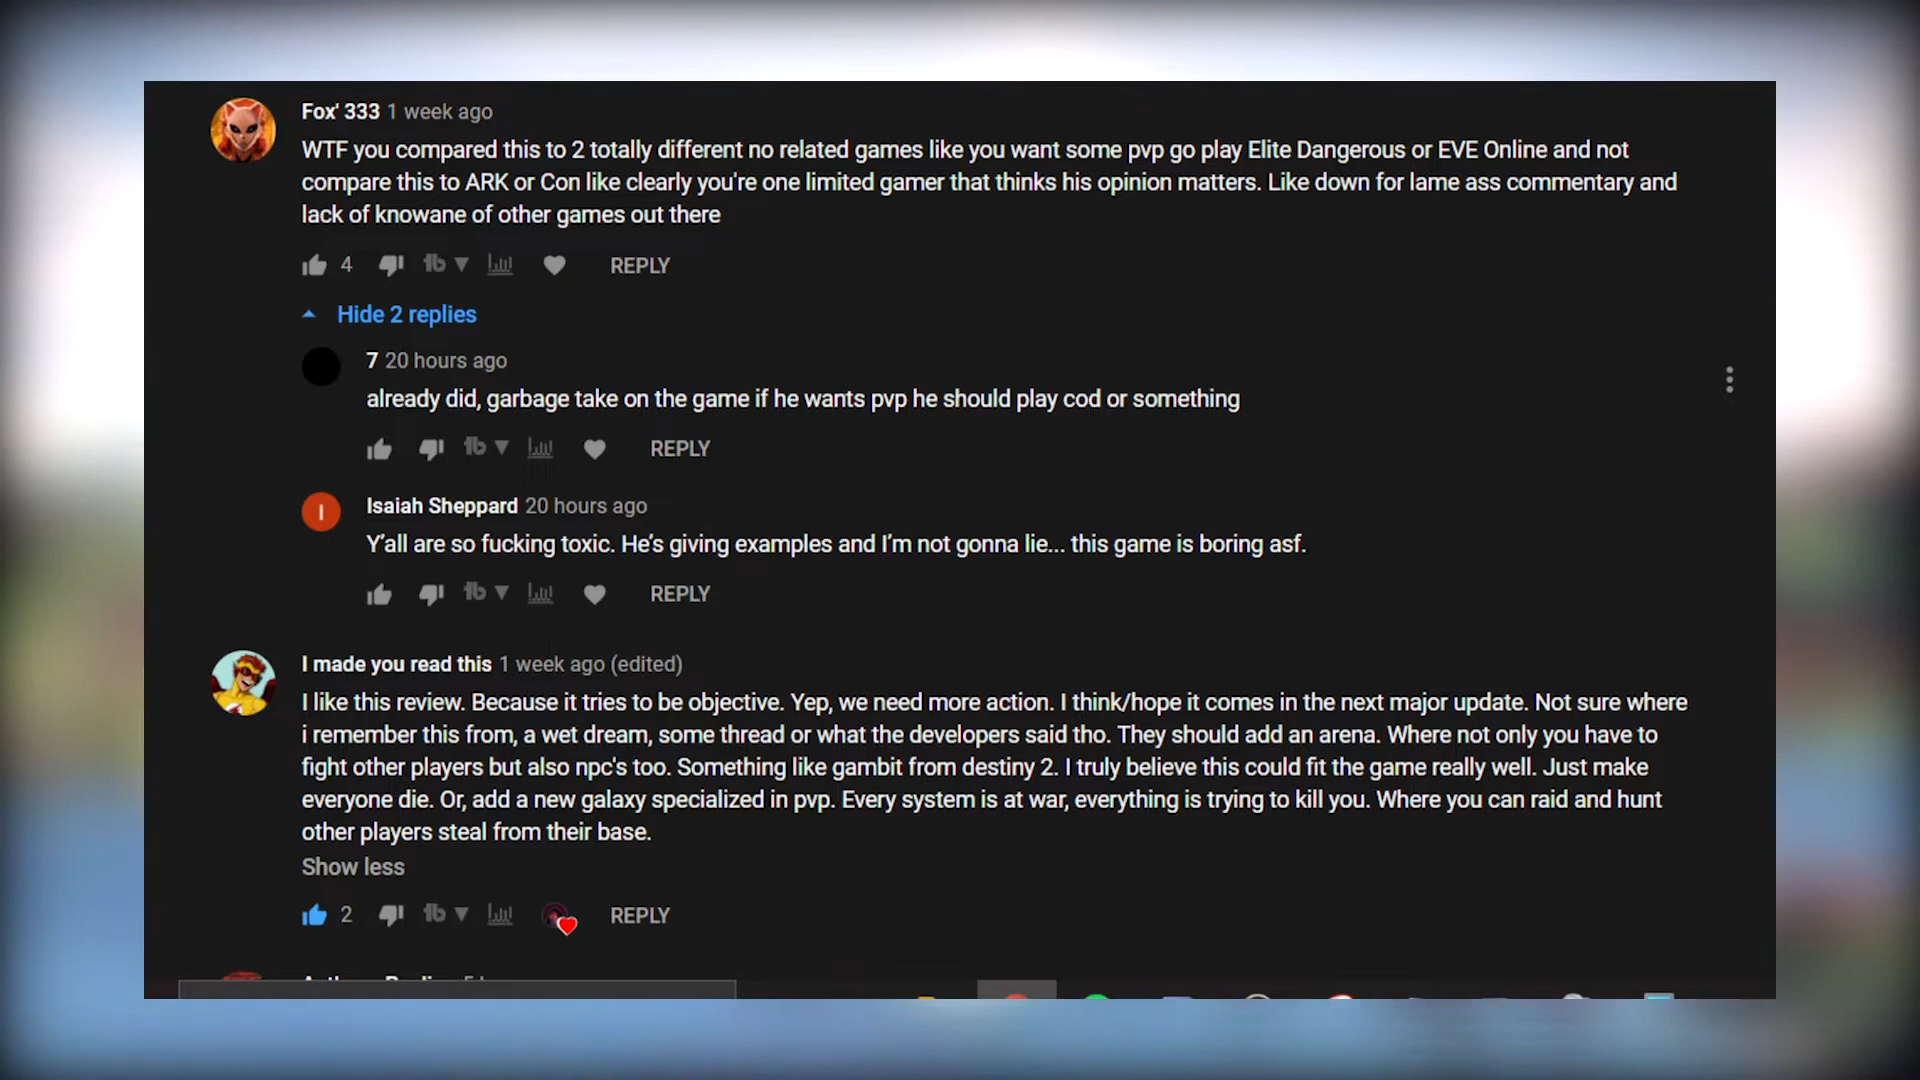 Fox' 333 1 week ago
WTF you compared this to 2 totally different no related games like you want some pvp go play Elite Dangerous or EVE Online and not
compare this to ARK or Con like clearly you're one limited gamer that thinks his opinion matters. Like down for lame ass commentary and
lack of knowane of other games out there
4 REPLY
Hide 2 replies
7 20 hours ago
already did, garbage take on the game if he wants pvp he should play cod or something
REPLY
I
Isaiah Sheppard 20 hours ago
Y'all are so fucking toxic. He's giving examples and I'm not gonna lie... this game is boring asf.
REPLY
I made you read this 1 week ago (edited)
I like this review. Because it tries to be objective. Yep, we need more action. I think/hope it comes in the next major update. Not sure where
i remember this from, a wet dream, some thread or what the developers said tho. They should add an arena. Where not only you have to
fight other players but also npc's too. Something like gambit from destiny 2. I truly believe this could fit the game really well. Just make
everyone die. Or, add a new galaxy specialized in pvp. Every system is at war, everything is trying to kill you. Where you can raid and hunt
other players steal from their base.
Show less
2 REPLY